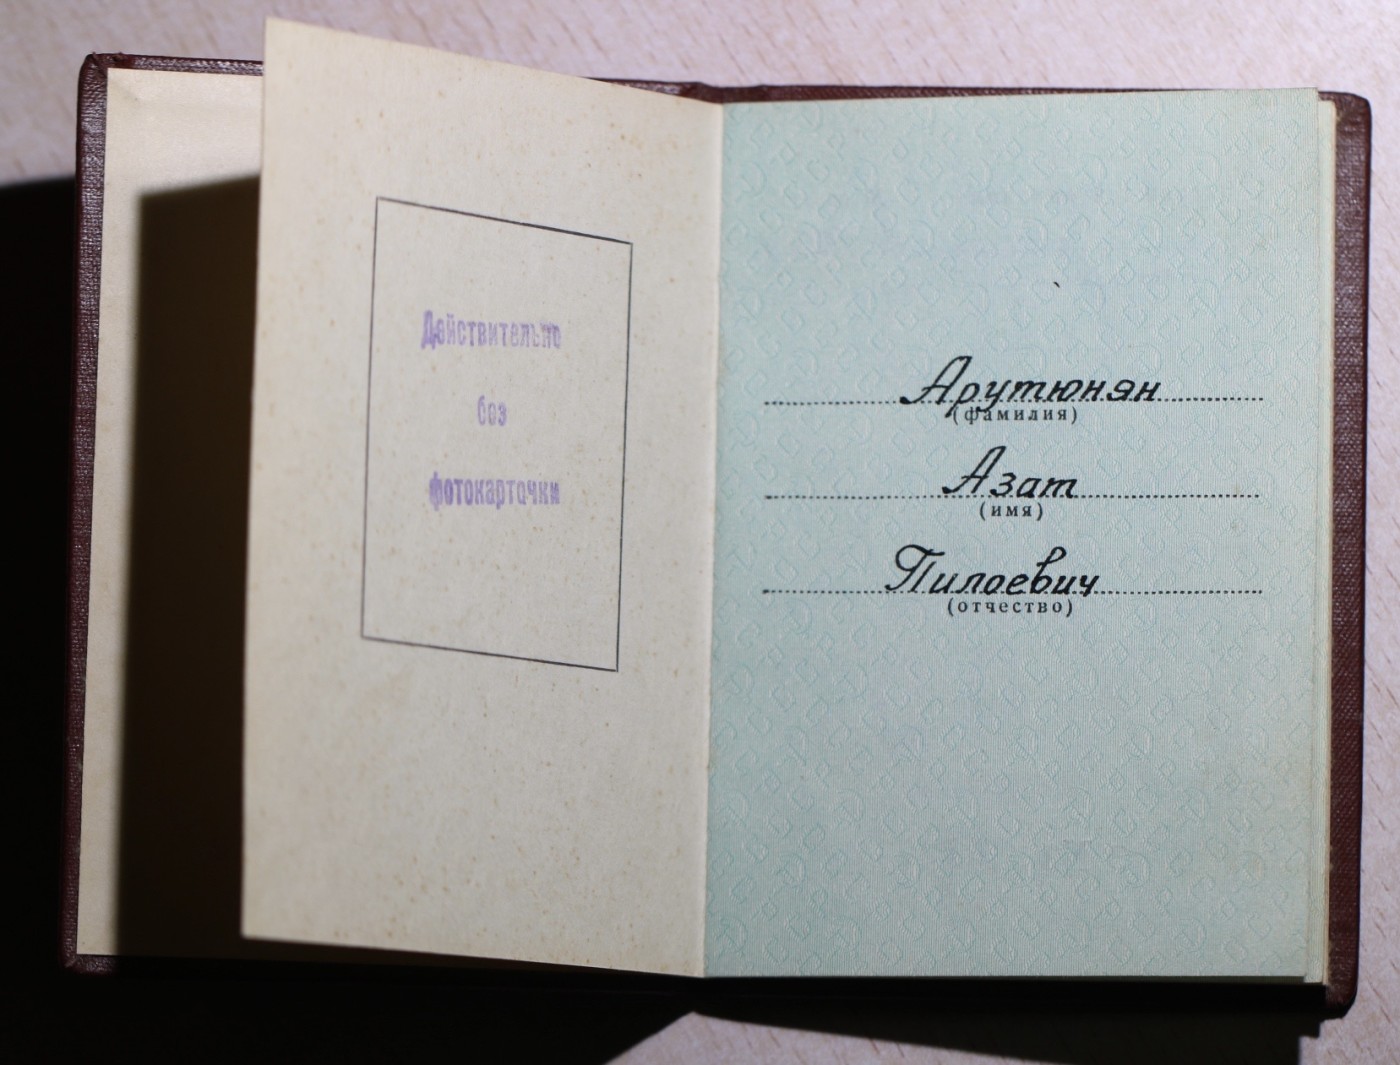 Действительно
без
фотокарточки
Арутюнян
(фамилия)
Азат
(имя)
Пилоевич
(отчество)